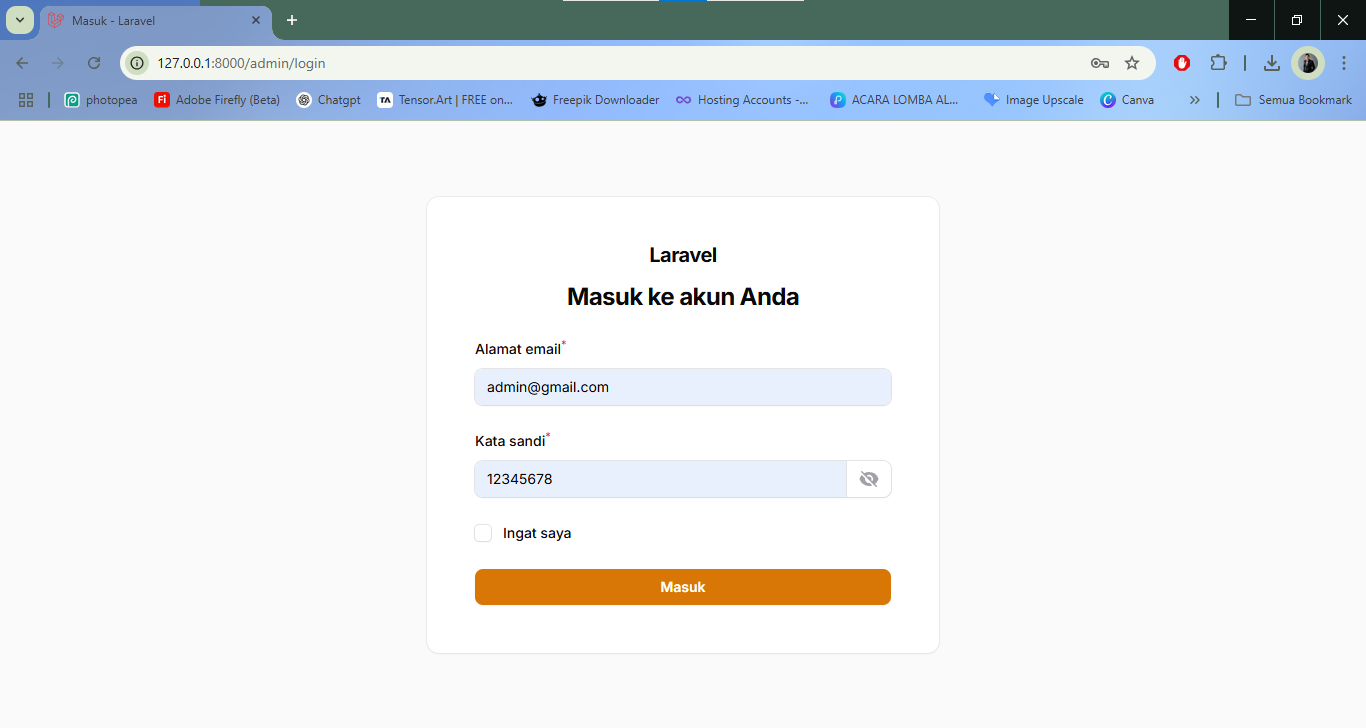 Masuk - Laravel
127.0.0.1:8000/admin/login
photopea
Fi
Adobe Firefly (Beta)
Chatgpt
TA
Tensor.Art | FREE on...
Freepik Downloader
Hosting Accounts -...
ACARA LOMBA AL...
Image Upscale
Canva
Semua Bookmark
Laravel
Masuk ke akun Anda
Alamat email*
admin@gmail.com
Kata sandi*
12345678
Ingat saya
Masuk